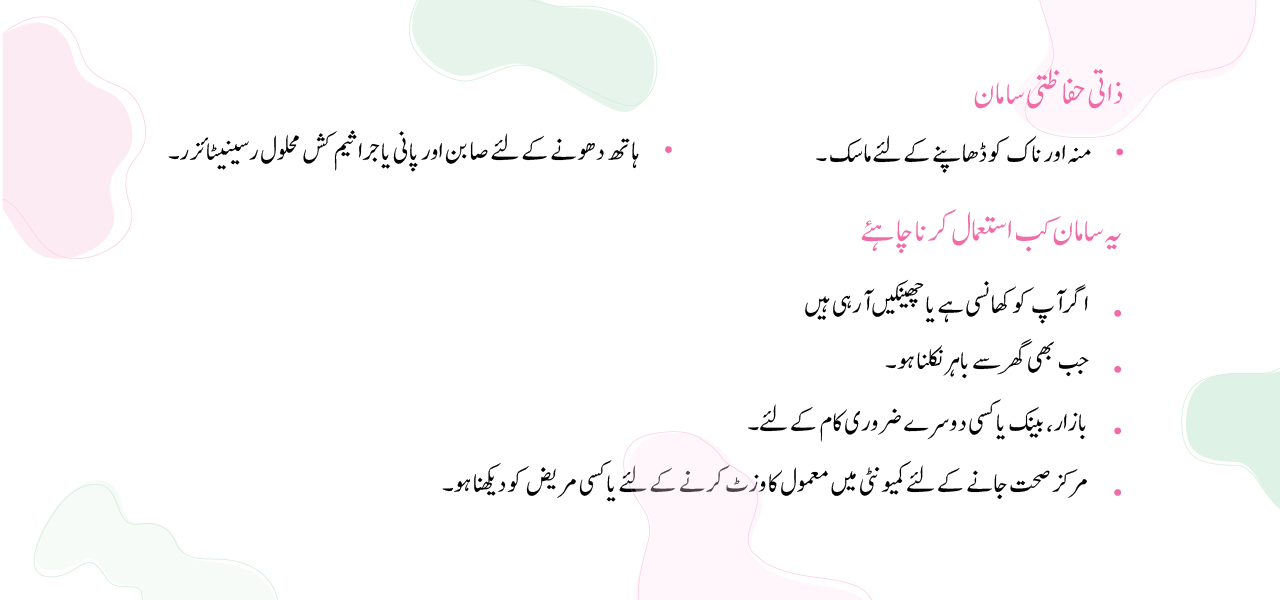 ذاتی حفاظتی سامان
منہ اور ناک کو ڈھاپنے کے لئے ماسک ۔
ہاتھ دھونے کے لئے صابن اور پانی یا جراثیم کش محلول رسینیٹائزر۔
یہ سامان کب استعمال کرنا چاہئے
اگر آپ کو کھانسی ہے یا چھینکیں آ رہی ہیں
جب بھی گھر سے باہر نکلنا ہو۔
بازار، بینک یا کسی دوسرے ضروری کام کے لئے۔
مرکز صحت جانے کے لئے کمیونٹی میں معمول کا وزٹ کرنے کے لئے یا کسی مریض کو دیکھنا ہو۔